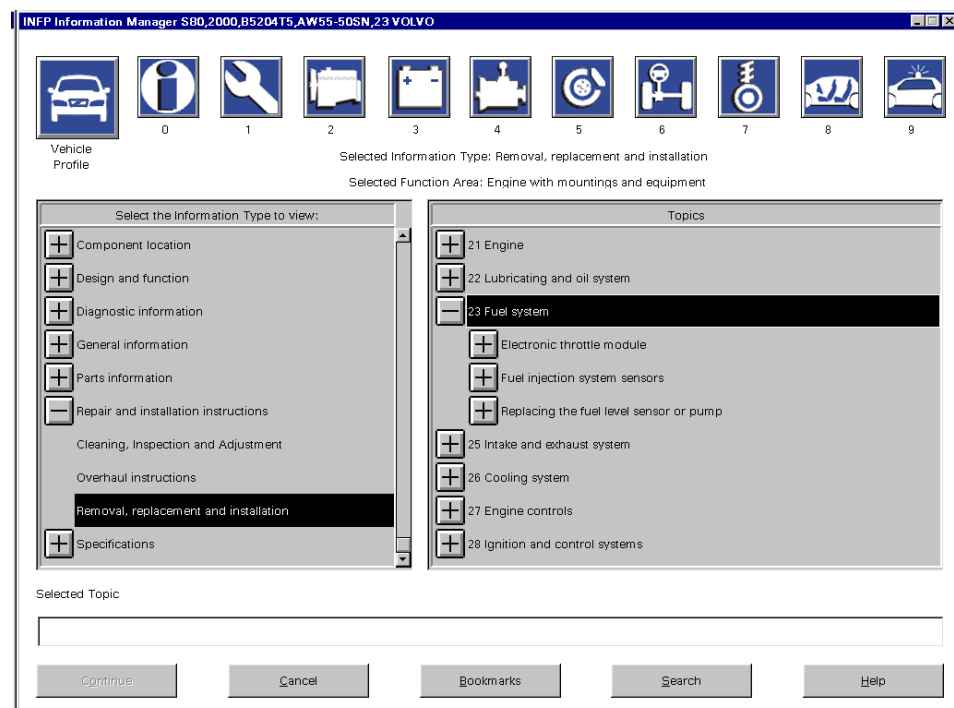 INFP Information Manager S80,2000,B5204T5,AW55-50SN,23 VOLVO
0 1 2 3 4 5 6 7 8 9
Vehicle
Profile
Selected Information Type: Removal, replacement and installation
Selected Function Area: Engine with mountings and equipment
Select the Information Type to view:
Component location
Design and function
Diagnostic information
General information
Parts information
Repair and installation instructions
Cleaning, Inspection and Adjustment
Overhaul instructions
Removal, replacement and installation
Specifications
Topics
21 Engine
22 Lubricating and oil system
23 Fuel system
Electronic throttle module
Fuel injection system sensors
Replacing the fuel level sensor or pump
25 Intake and exhaust system
26 Cooling system
27 Engine controls
28 Ignition and control systems
Selected Topic
Continue Cancel Bookmarks Search Help